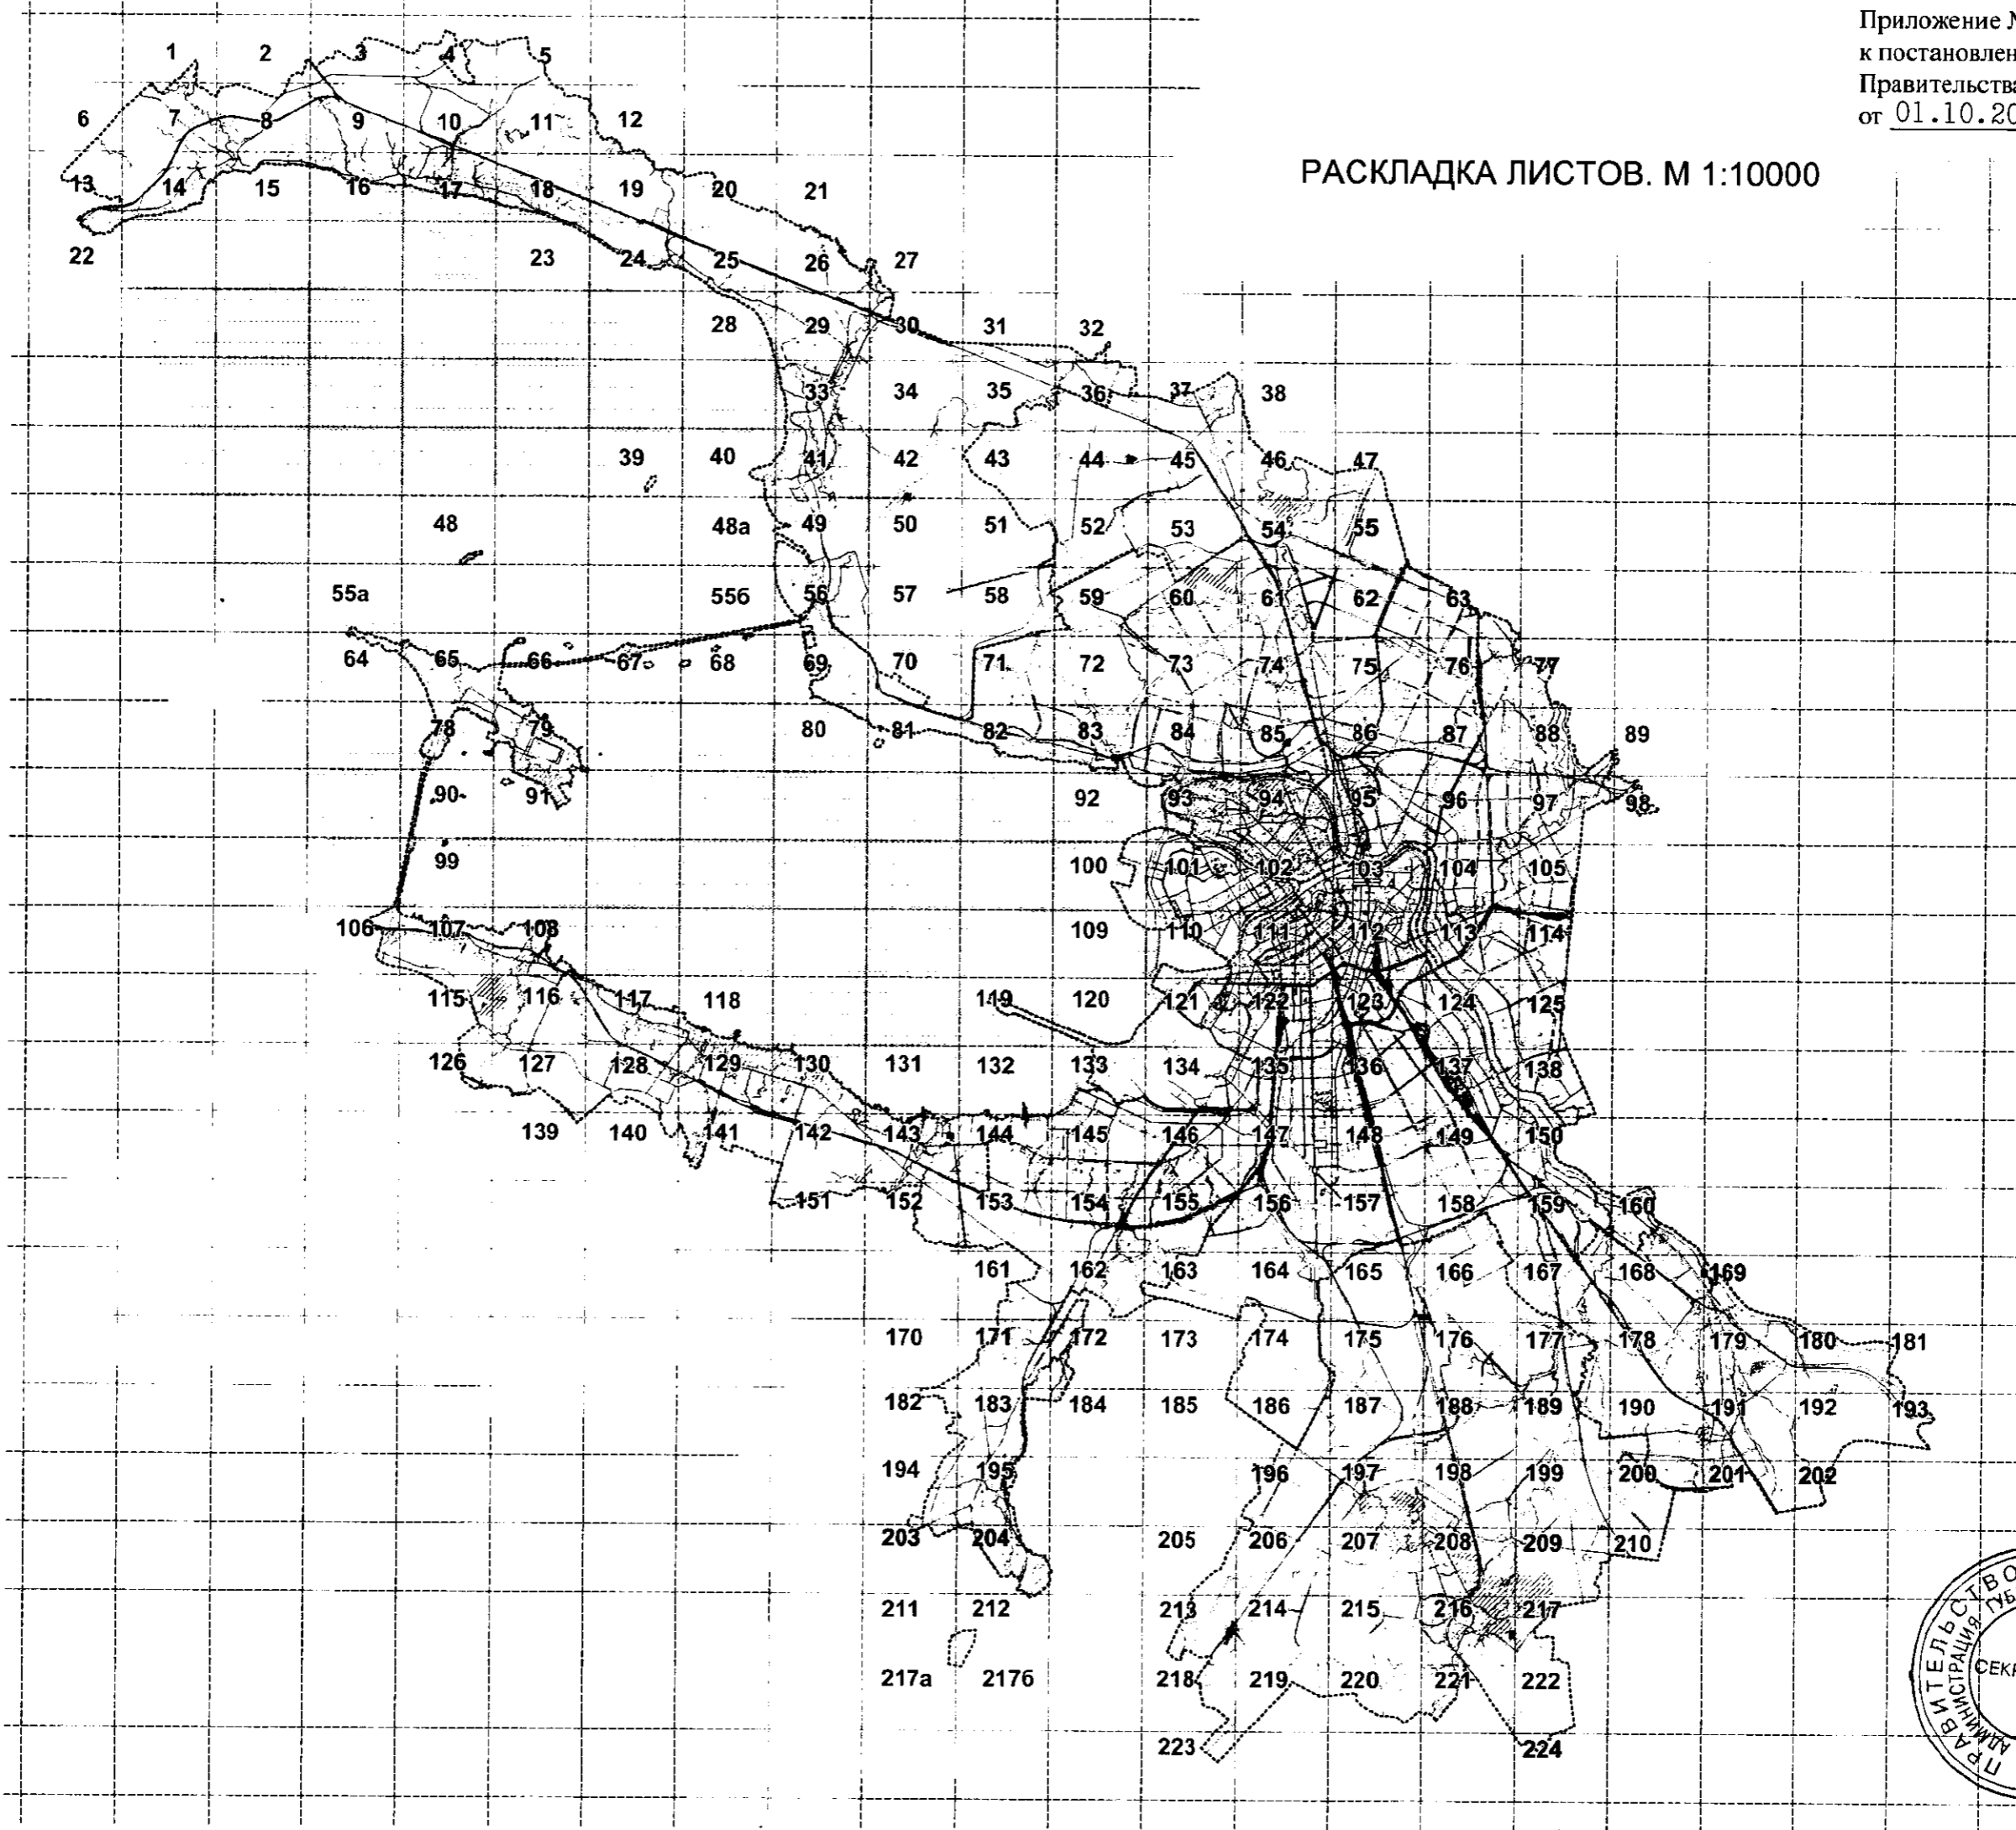 Приложение
к постановлен
Правительства
от 01.10.20
РАСКЛАДКА ЛИСТОВ. М 1:10000
1 2 3 4 5
6 7 8 9 10 11 12
13 14 15 16 17 18 19 20 21
22 23 24 25 26 27
28 29 30 31 32
33 34 35 36 37 38
39 40 41 42 43 44 45 46 47
48 48а 49 50 51 52 53 54 55
55а 55б 56 57 58 59 60 61 62 63
64 65 66 67 68 69 70 71 72 73 74 75 76 77
78 79 80 81 82 83 84 85 86 87 88 89
90 91 92 93 94 95 96 97 98
99 100 101 102 103 104 105
106 107 108 109 110 111 112 113 114
115 116 117 118 119 120 121 122 123 124 125
126 127 128 129 130 131 132 133 134 135 136 137 138
139 140 141 142 143 144 145 146 147 148 149 150
151 152 153 154 155 156 157 158 159 160
161 162 163 164 165 166 167 168 169
170 171 172 173 174 175 176 177 178 179 180 181
182 183 184 185 186 187 188 189 190 191 192 193
194 195 196 197 198 199 200 201 202
203 204 205 206 207 208 209 210
211 212 213 214 215 216 217
217а 217б 218 219 220 221 222
223 224
ПРАВИТЕЛЬСТВО
АДМИНИСТРАЦИЯ ГУБ
СЕК